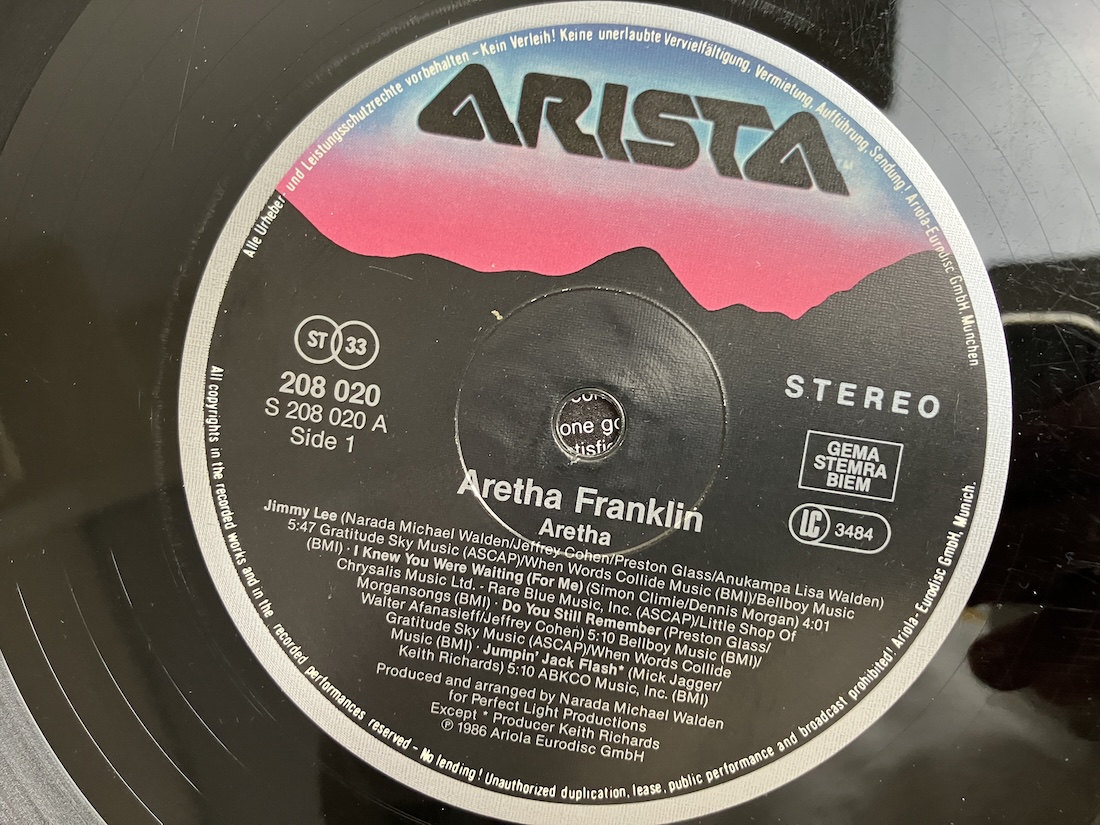 Alle Urheber- und Leistungsschutzrechte vorbehalten – Kein Verleih! Keine unerlaubte Vervielfältigung, Vermietung, Aufführung, Sendung! Ariola-Eurodisc GmbH, München
ARISTA
TM
ST 33
208 020
S 208 020 A
Side 1
STEREO
GEMA
STEMRA
BIEM
LC 3484
one
Aretha Franklin
Aretha
Jimmy Lee (Narada Michael Walden/Jeffrey Cohen/Preston Glass/Anukampa Lisa Walden)
5:47 Gratitude Sky Music (ASCAP)/When Words Collide Music (BMI)/Bellboy Music
(BMI) · I Knew You Were Waiting (For Me) (Simon Climie/Dennis Morgan) 4:01
Chrysalis Music Ltd. - Rare Blue Music, Inc. (ASCAP)/Little Shop Of
Morgansongs (BMI) · Do You Still Remember (Preston Glass/
Walter Afanasieff/Jeffrey Cohen) 5:10 Bellboy Music (BMI)/
Gratitude Sky Music (ASCAP)/When Words Collide
Music (BMI) · Jumpin' Jack Flash* (Mick Jagger/
Keith Richards) 5:10 ABKCO Music, Inc. (BMI)
Produced and arranged by Narada Michael Walden
for Perfect Light Productions
Except * Producer Keith Richards
℗ 1986 Ariola Eurodisc GmbH
All copyrights in the recorded works and in the recorded performances reserved – No lending! Unauthorized duplication, lease, public performance and broadcast prohibited! Ariola-Eurodisc GmbH, Munich.